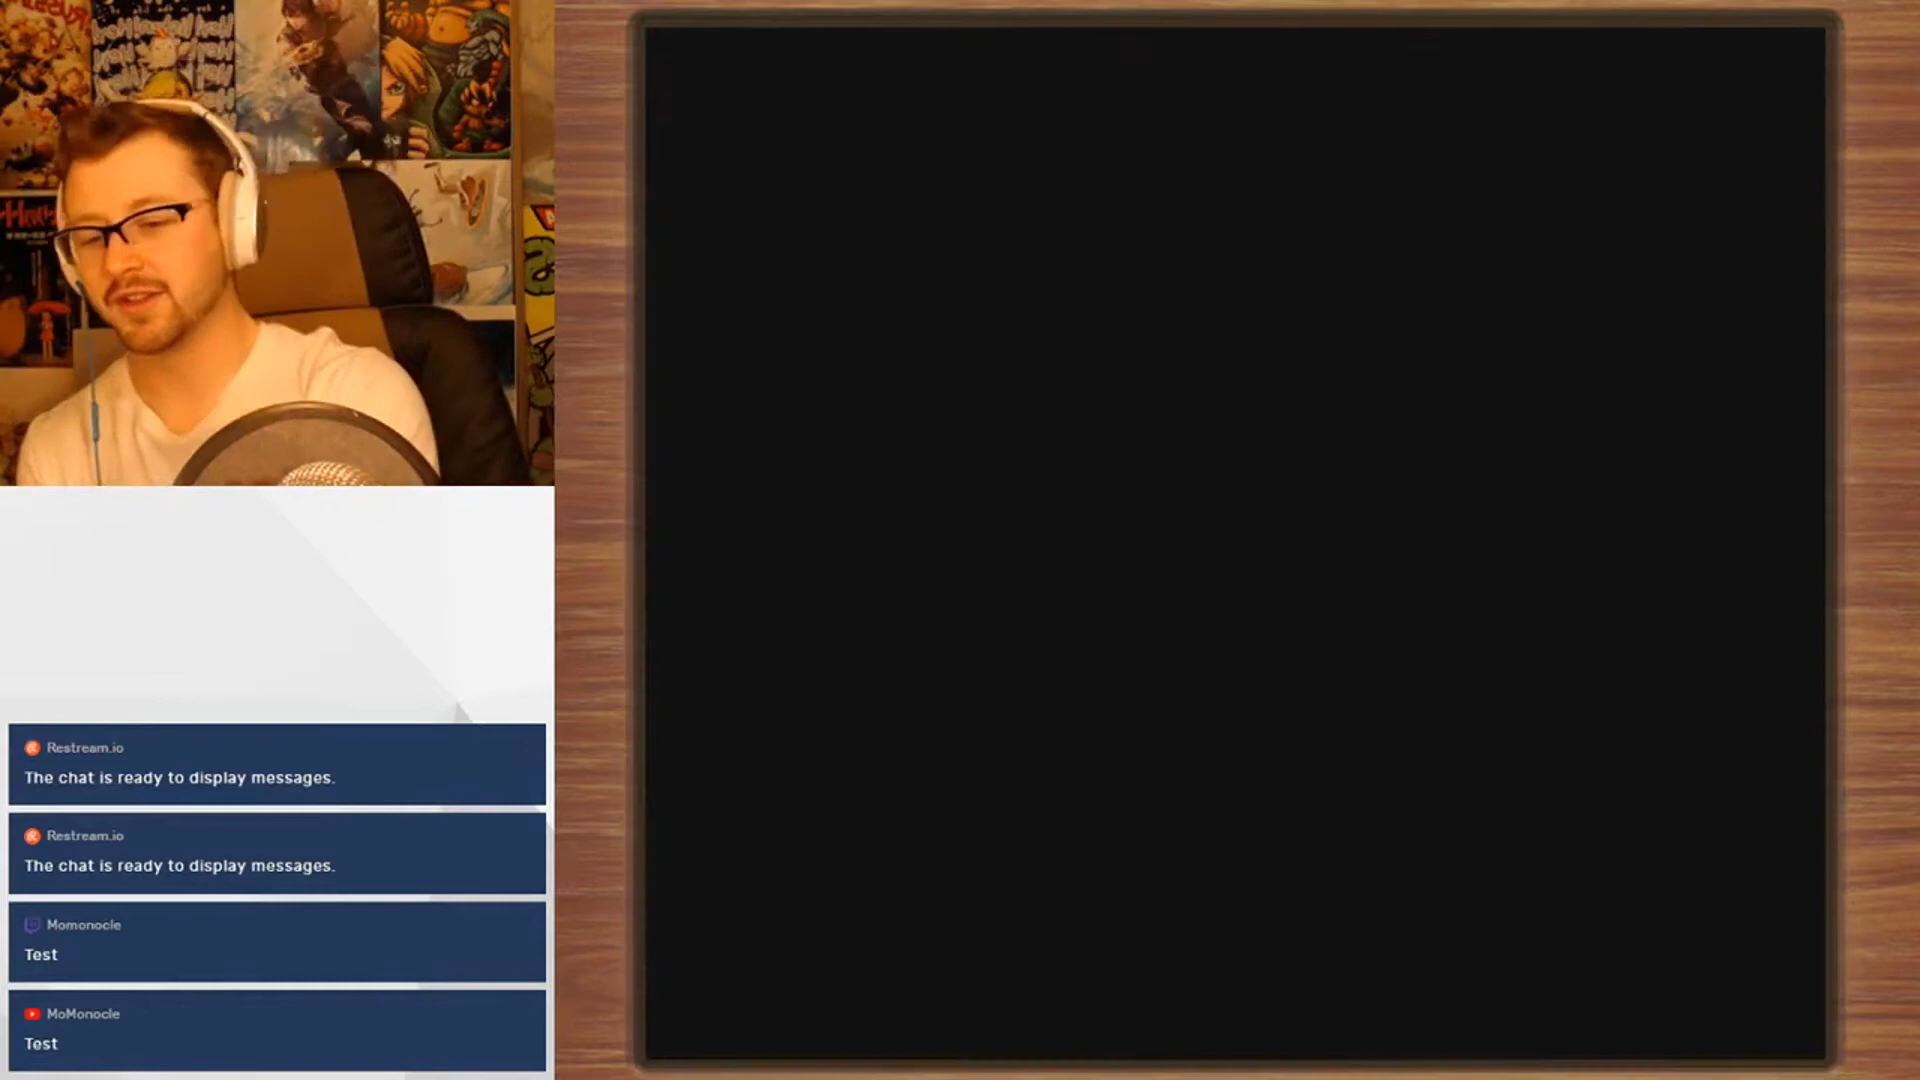 Restream.io
The chat is ready to display messages.
Restream.io
The chat is ready to display messages.
Momonocle
Test
MoMonocle
Test